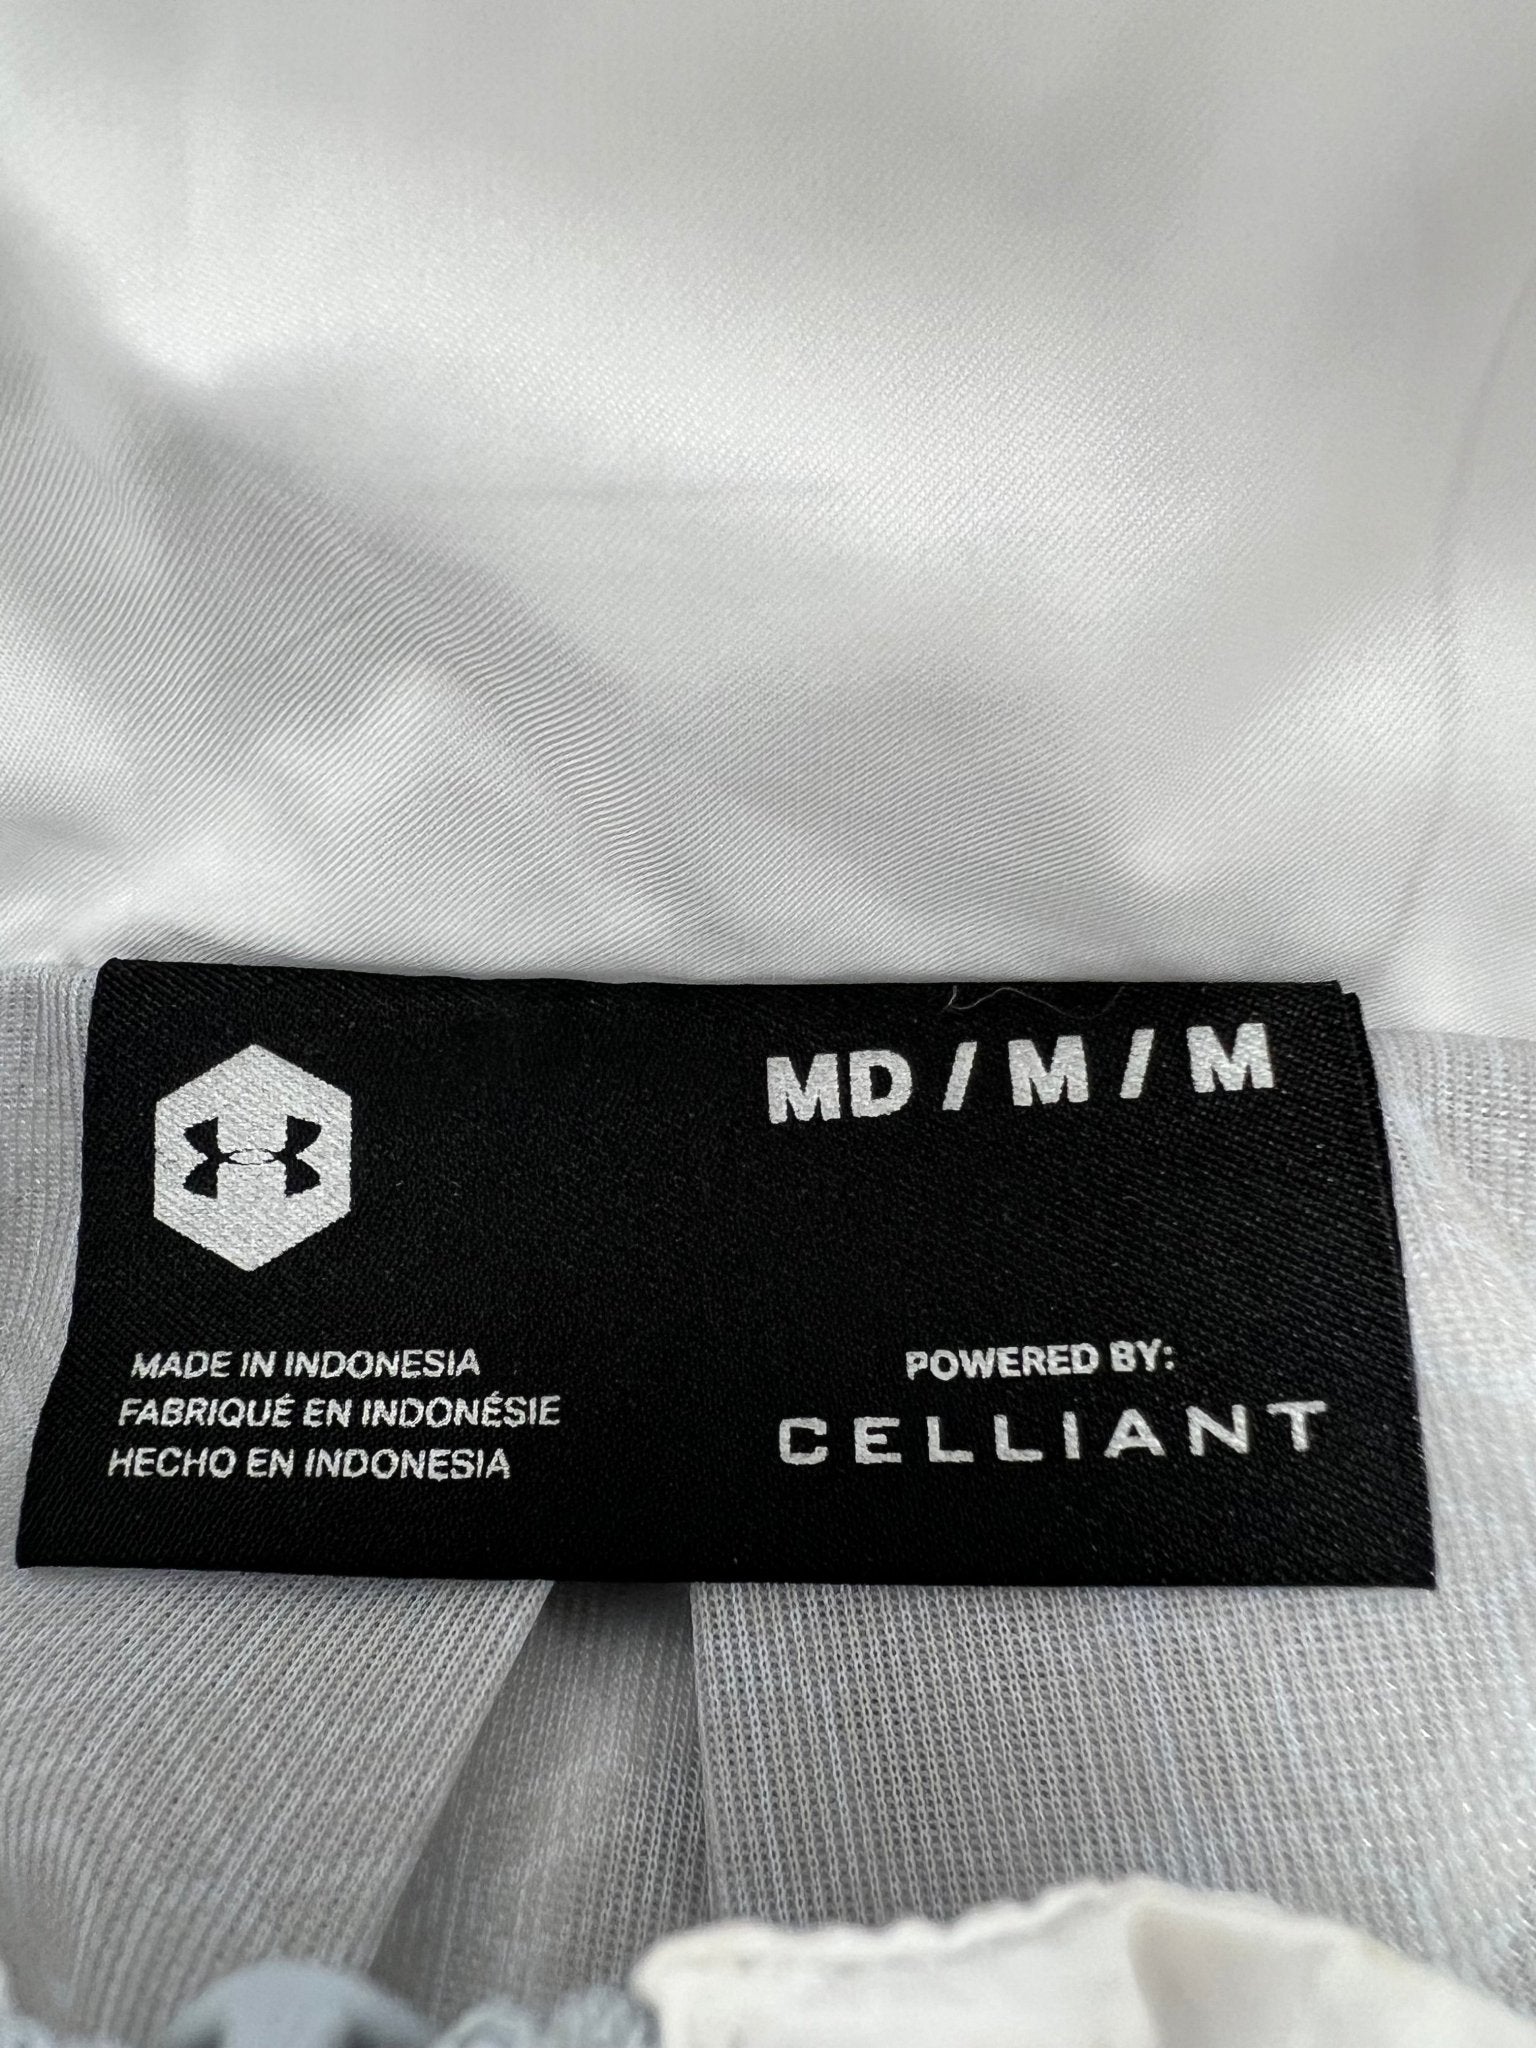 MD / M / M
MADE IN INDONESIA
FABRIQUÉ EN INDONÉSIE
HECHO EN INDONESIA
POWERED BY:
CELLIANT